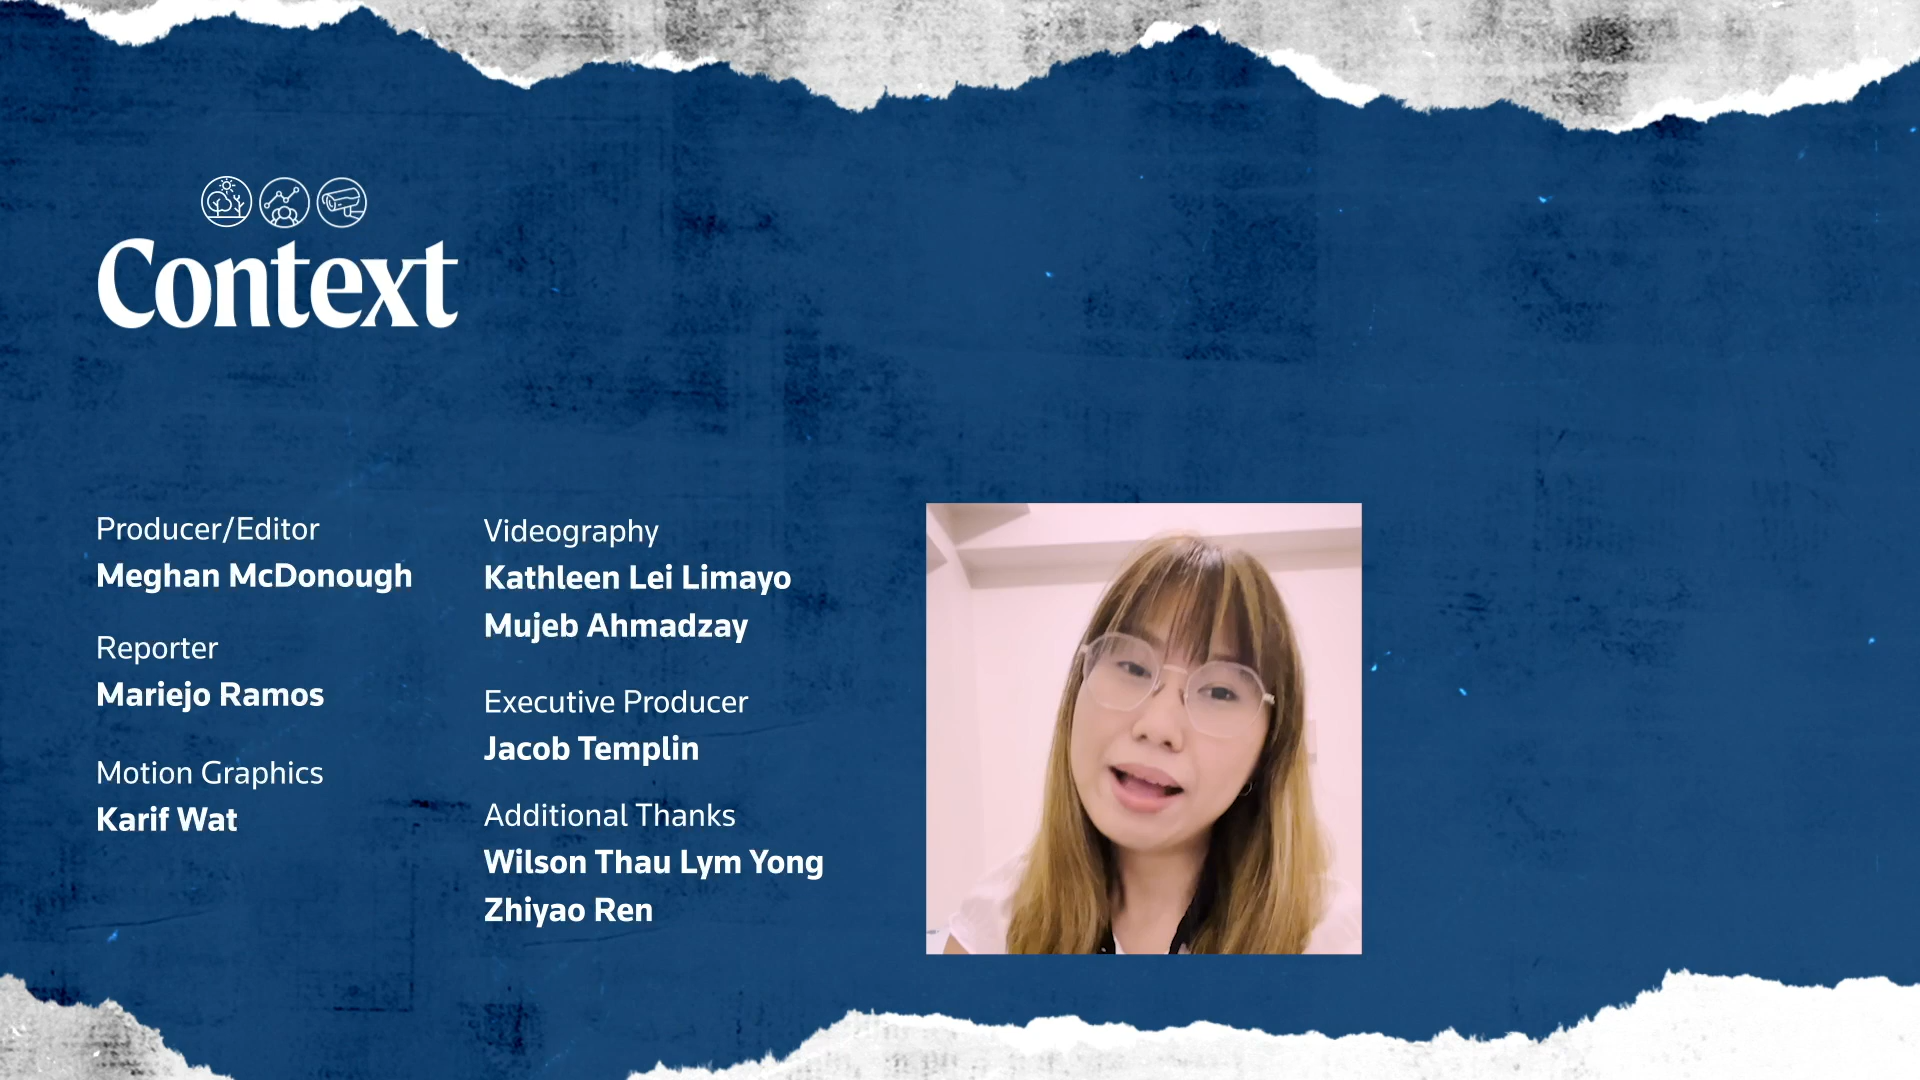 Context
Producer/Editor
Meghan McDonough
Reporter
Mariejo Ramos
Motion Graphics
Karif Wat
Videography
Kathleen Lei Limayo
Mujeb Ahmadzay
Executive Producer
Jacob Templin
Additional Thanks
Wilson Thau Lym Yong
Zhiyao Ren